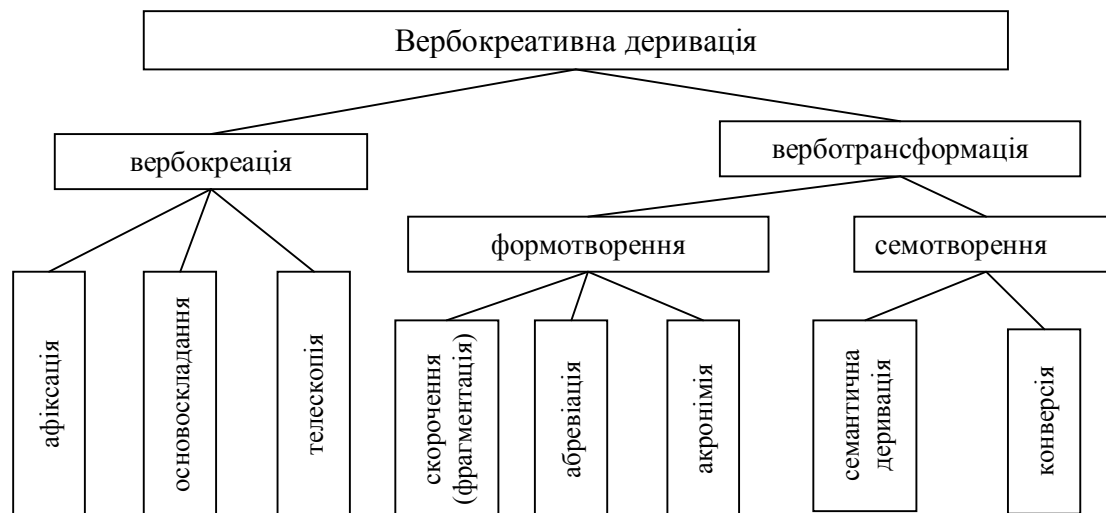 Вербокреативна деривація
вербокреація
верботрансформація
формотворення
семотворення
афіксація
основоскладання
телескопія
скорочення
(фрагментація)
абревіація
акронімія
семантична
деривація
конверсія